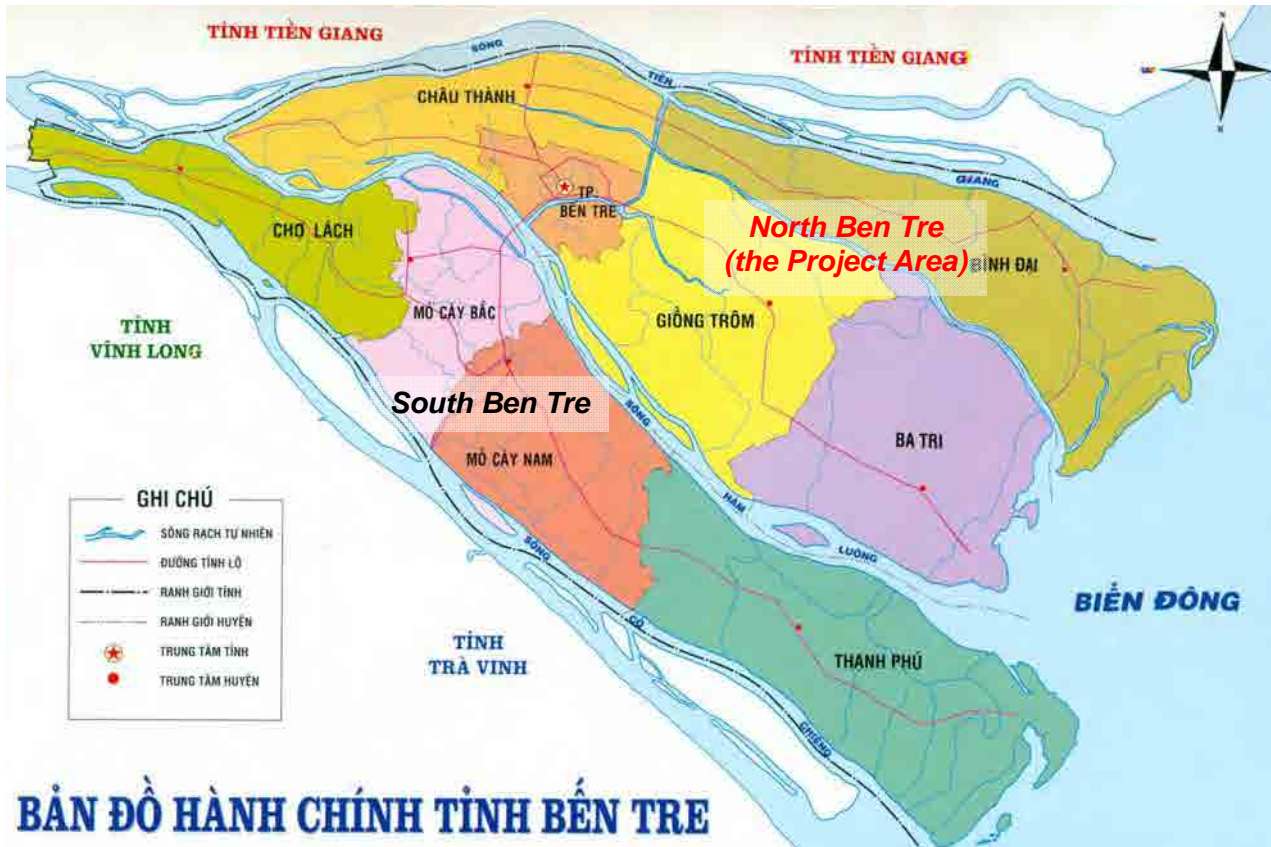 TỈNH TIỀN GIANG
TỈNH TIỀN GIANG
N
SÔNG
TIỀN
GIANG
CHÂU THÀNH
TP.
BẾN TRE
CHỢ LÁCH
North Ben Tre
(the Project Area)
BÌNH ĐẠI
MỎ CÀY BẮC
GIỒNG TRÔM
TỈNH
VĨNH LONG
South Ben Tre
SÔNG
HÀM
LUÔNG
BA TRI
MỎ CÀY NAM
SÔNG
CỔ
CHIÊNG
BIỂN ĐÔNG
TỈNH
TRÀ VINH
THẠNH PHÚ
GHI CHÚ
SÔNG RẠCH TỰ NHIÊN
ĐƯỜNG TỈNH LỘ
RANH GIỚI TỈNH
RANH GIỚI HUYỆN
TRUNG TÂM TỈNH
TRUNG TÂM HUYỆN
BẢN ĐỒ HÀNH CHÍNH TỈNH BẾN TRE